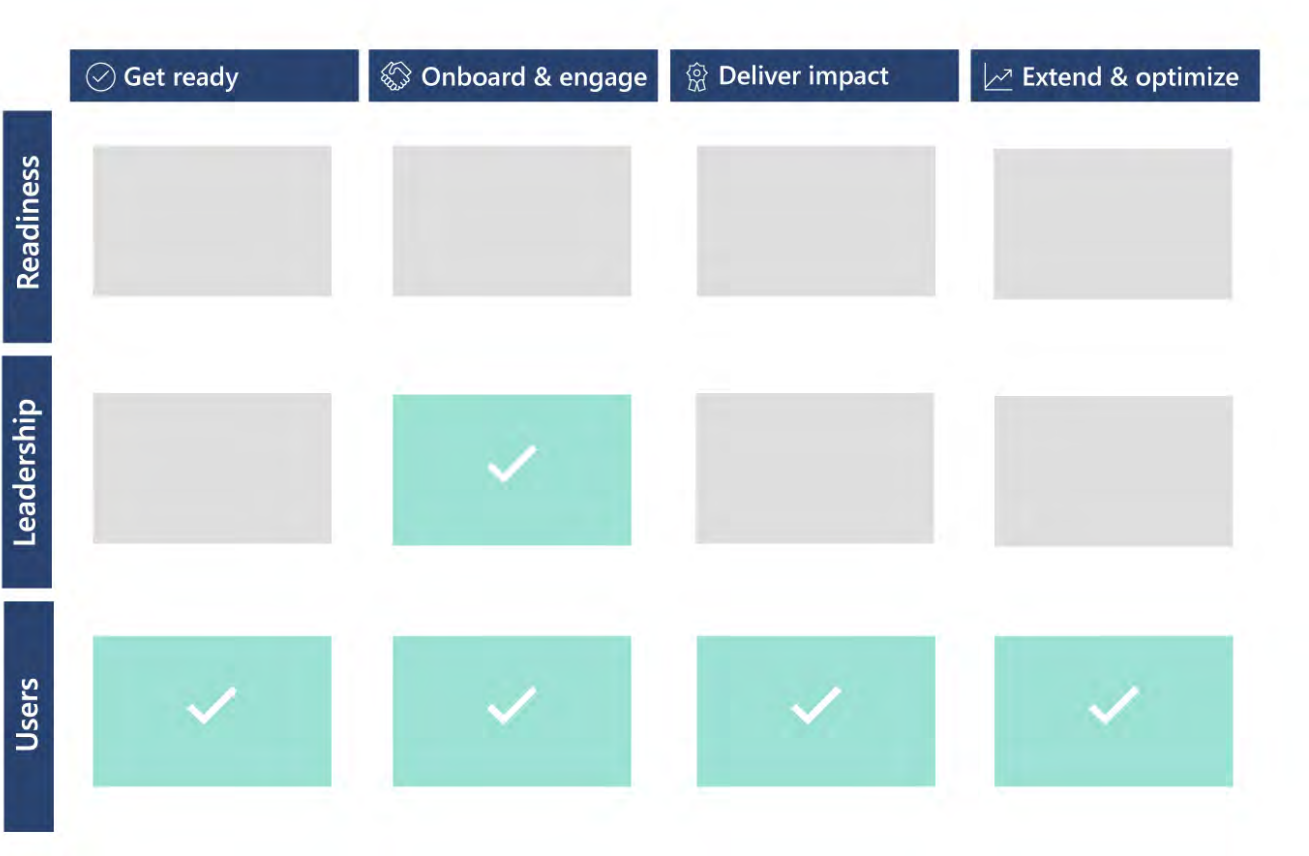 Get ready
Onboard & engage
Deliver impact
Extend & optimize
Readiness
Leadership
Users